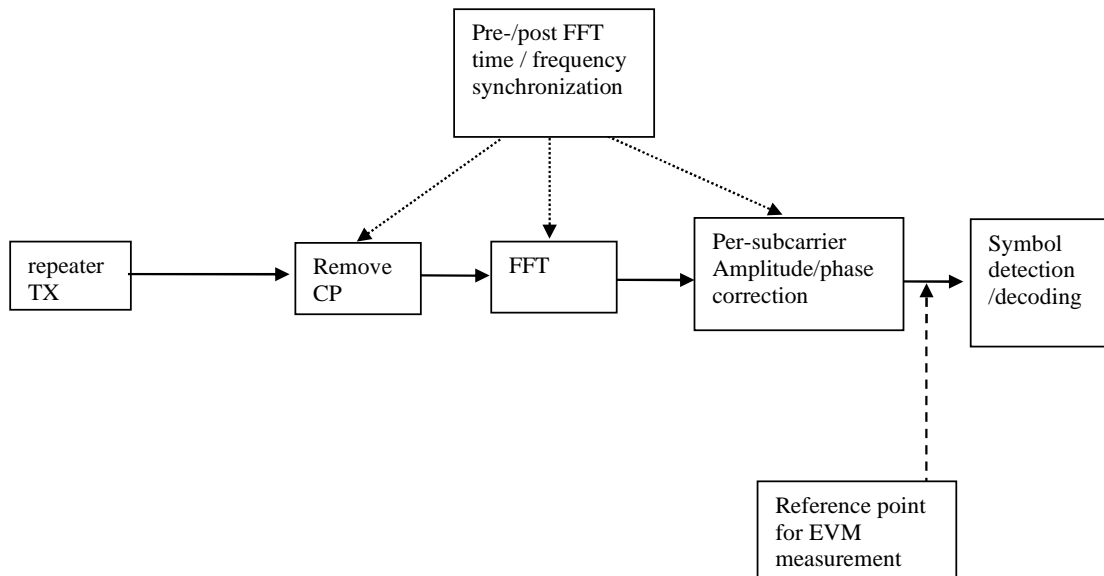 Pre-/post FFT
time / frequency
synchronization
repeater
TX
Remove
CP
FFT
Per-subcarrier
Amplitude/phase
correction
Symbol
detection
/decoding
Reference point
for EVM
measurement